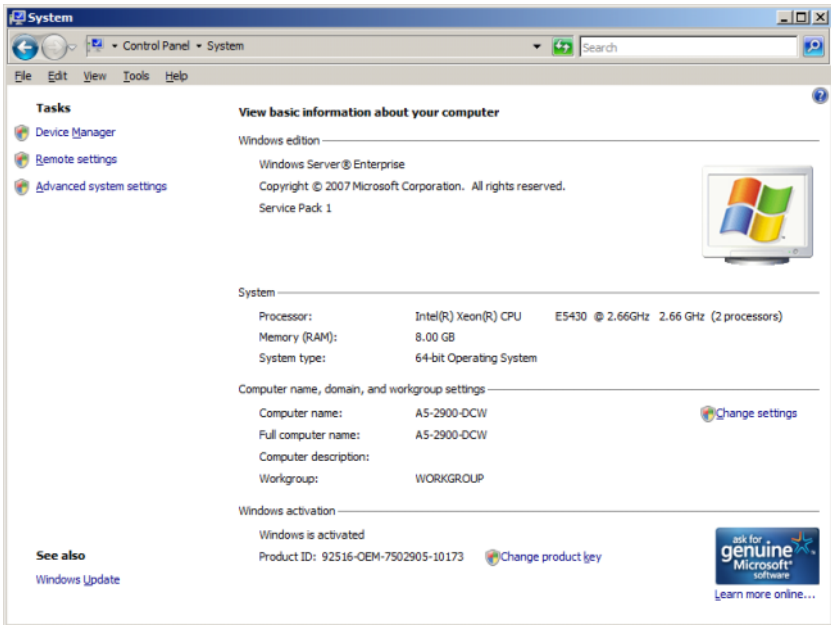 System
Control Panel System
Search
File Edit View Tools Help
Tasks
Device Manager
Remote settings
Advanced system settings
See also
Windows Update
View basic information about your computer
Windows edition
Windows Server® Enterprise
Copyright © 2007 Microsoft Corporation. All rights reserved.
Service Pack 1
System
Processor: Intel(R) Xeon(R) CPU E5430 @ 2.66GHz 2.66 GHz (2 processors)
Memory (RAM): 8.00 GB
System type: 64-bit Operating System
Computer name, domain, and workgroup settings
Computer name: A5-2900-DCW
Change settings
Full computer name: A5-2900-DCW
Computer description:
Workgroup: WORKGROUP
Windows activation
Windows is activated
Product ID: 92516-OEM-7502905-10173 Change product key
ask for
genuine
Microsoft®
software
Learn more online...